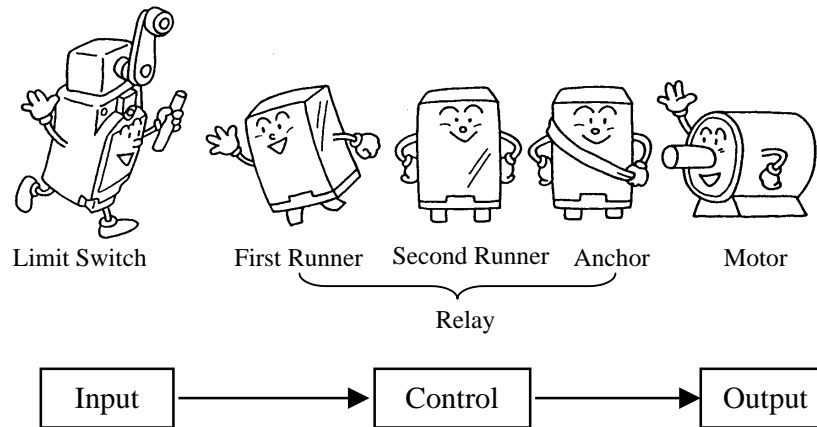 Limit Switch First Runner Second Runner Anchor Motor
Relay
Input Control Output